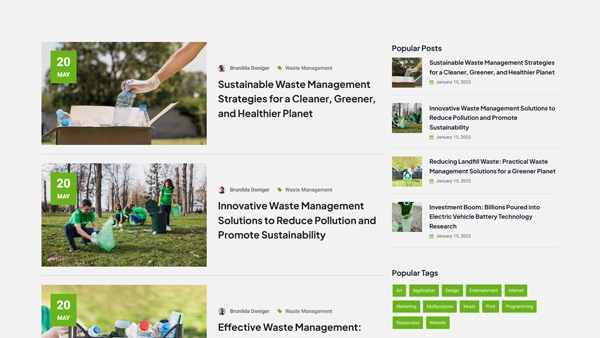 20
MAY
Brunilda Doniger
Waste Management
Sustainable Waste Management
Strategies for a Cleaner, Greener,
and Healthier Planet
20
MAY
Brunilda Doniger
Waste Management
Innovative Waste Management
Solutions to Reduce Pollution and
Promote Sustainability
20
MAY
Brunilda Doniger
Waste Management
Effective Waste Management:
Popular Posts
Sustainable Waste Management Strategies
for a Cleaner, Greener, and Healthier Planet
January 15, 2023
Innovative Waste Management Solutions to
Reduce Pollution and Promote
Sustainability
January 15, 2023
Reducing Landfill Waste: Practical Waste
Management Solutions for a Greener Planet
January 15, 2023
Investment Boom: Billions Poured into
Electric Vehicle Battery Technology
Research
January 15, 2023
Popular Tags
Art Application Design Entertainment Internet
Marketing Multipurpose Music Print Programming
Responsive Website